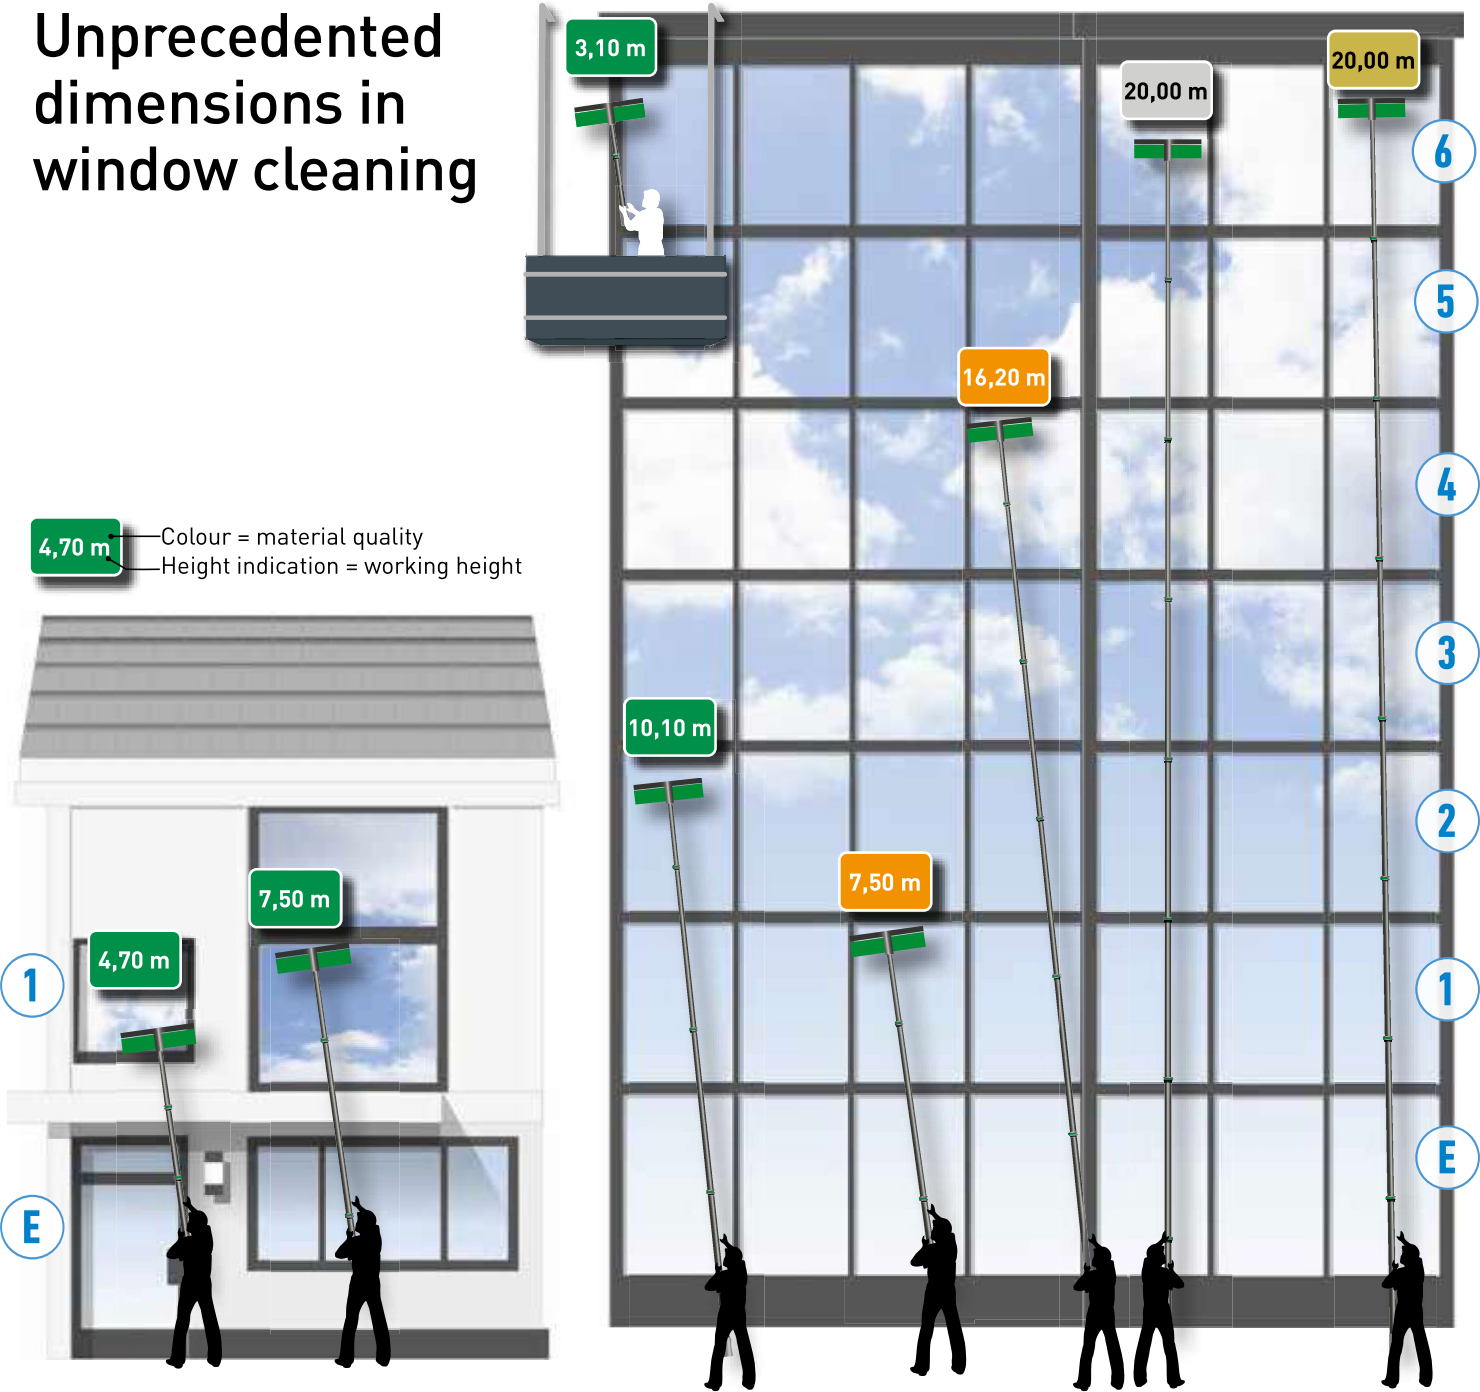 Unprecedented
dimensions in
window cleaning
3,10 m
20,00 m
20,00 m
6
5
16,20 m
4
4,70 m
Colour = material quality
Height indication = working height
3
10,10 m
2
7,50 m
7,50 m
4,70 m
1
1
E
E